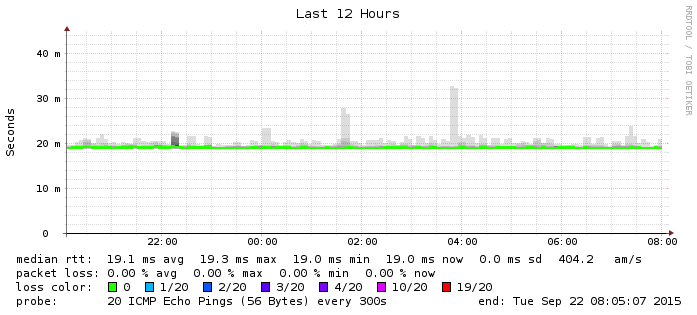 Last 12 Hours
RRDTOOL / TOBI OETIKER
Seconds
40 m
30 m
20 m
10 m
0
22:00 00:00 02:00 04:00 06:00 08:00
median rtt: 19.1 ms avg 19.3 ms max 19.0 ms min 19.0 ms now 0.0 ms sd 404.2 am/s
packet loss: 0.00 % avg 0.00 % max 0.00 % min 0.00 % now
loss color: 0 1/20 2/20 3/20 4/20 10/20 19/20
probe: 20 ICMP Echo Pings (56 Bytes) every 300s end: Tue Sep 22 08:05:07 2015